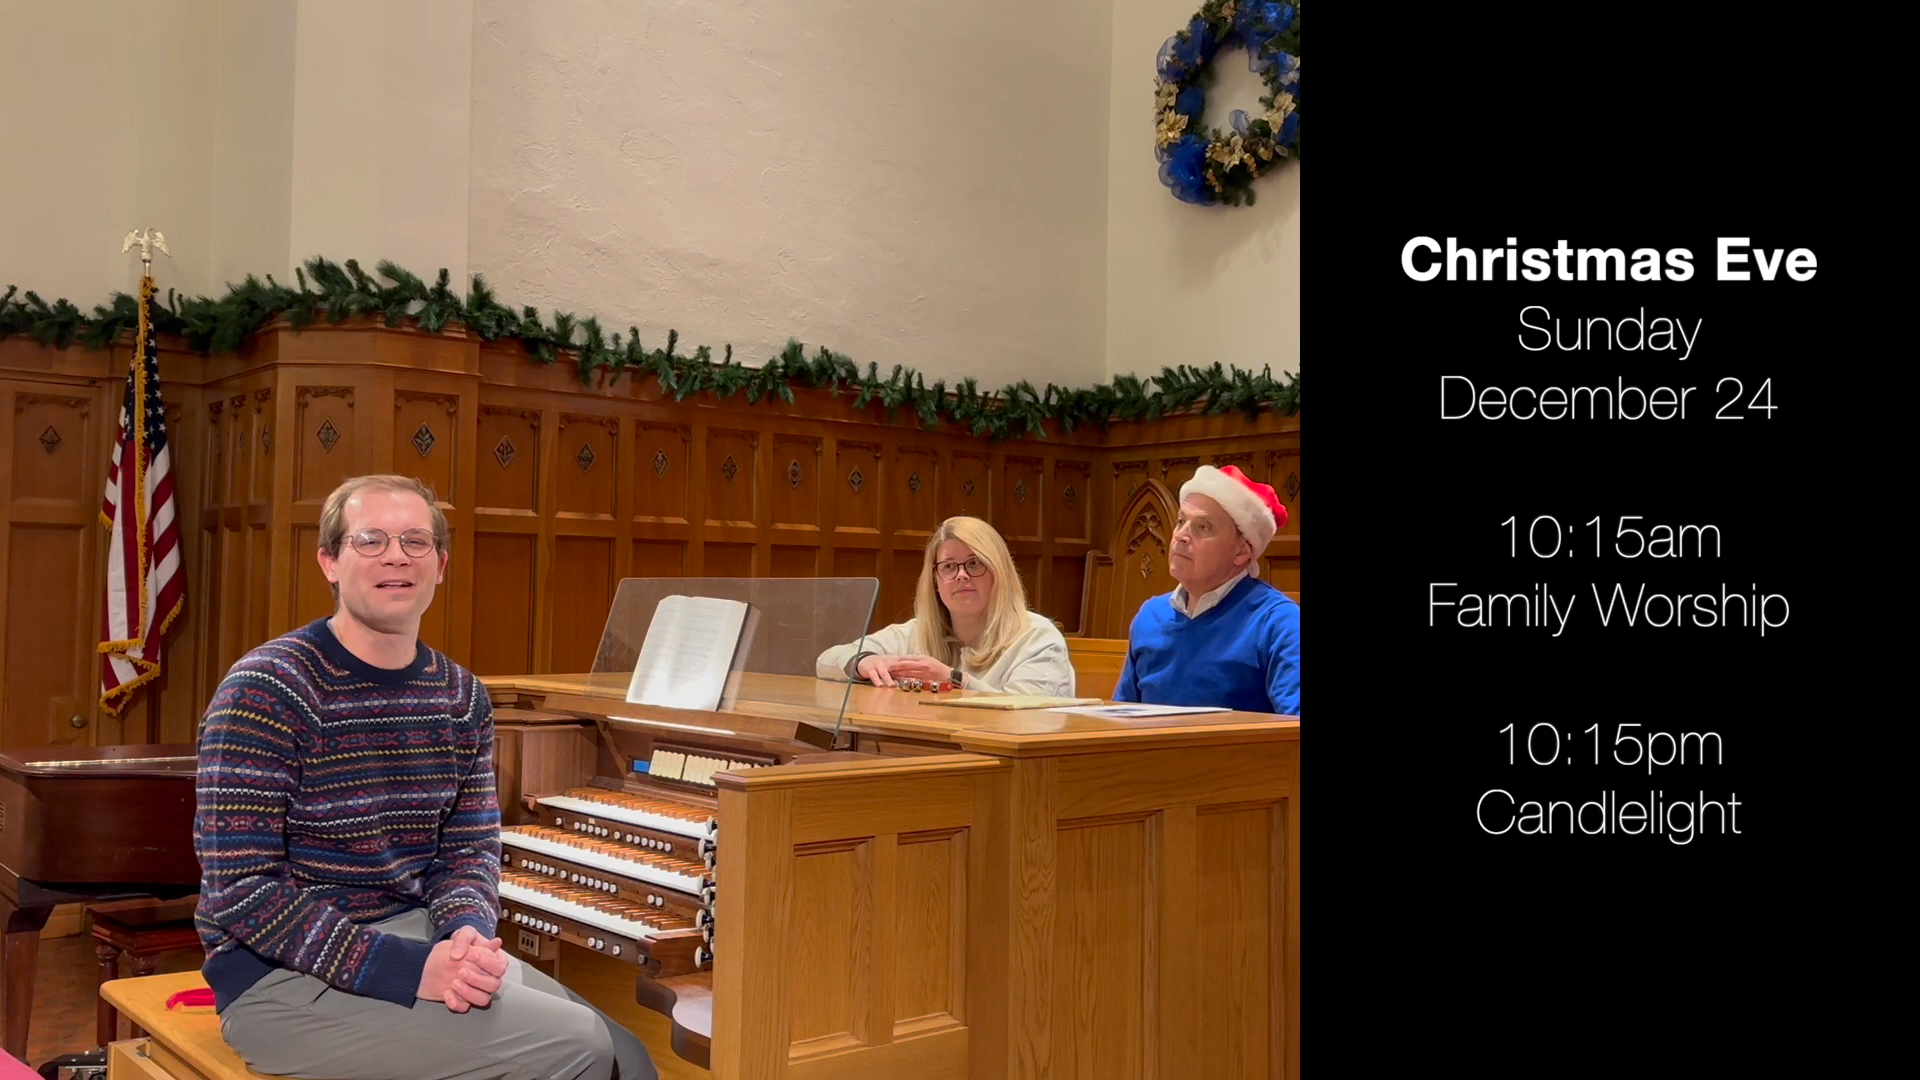 Christmas Eve
Sunday
December 24
10:15am
Family Worship
10:15pm
Candlelight